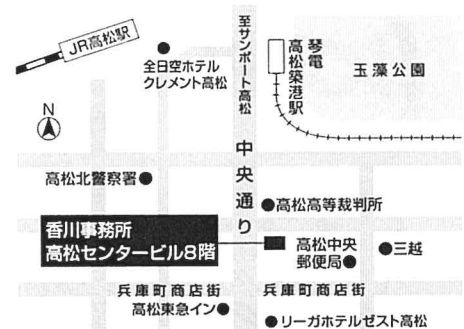 JR高松駅
全日空ホテル
クレメント高松
至サンポート高松
琴電
高松築港駅
玉藻公園
N
中央通り
高松北警察署
高松高等裁判所
香川事務所
高松センタービル8階
高松中央
郵便局
三越
兵庫町商店街
兵庫町商店街
高松東急イン
リーガホテルゼスト高松